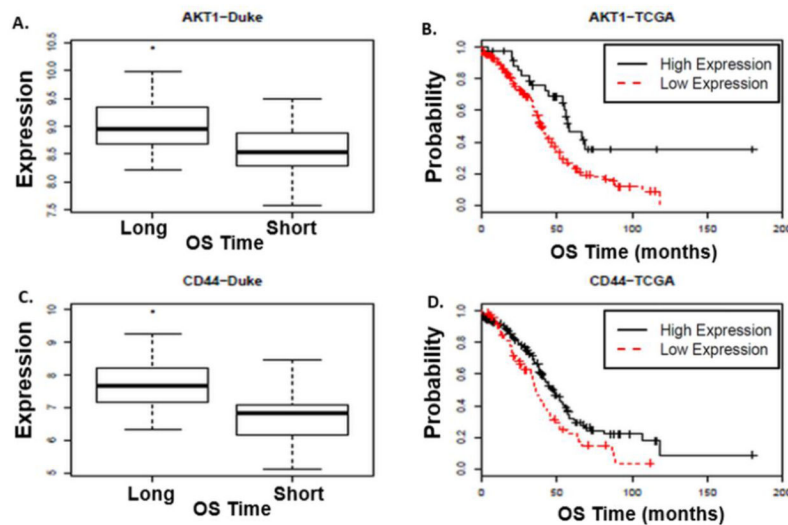 A.
AKT1−Duke
Expression
10.5
10.0
9.5
9.0
8.5
8.0
7.5
Long
Short
OS Time
B.
AKT1−TCGA
Probability
1.0
0.8
0.6
0.4
0.2
0.0
High Expression
Low Expression
0
50
100
150
200
OS Time (months)
C.
CD44−Duke
Expression
10
9
8
7
6
5
Long
Short
OS Time
D.
CD44−TCGA
Probability
1.0
0.8
0.6
0.4
0.2
0.0
High Expression
Low Expression
0
50
100
150
200
OS Time (months)